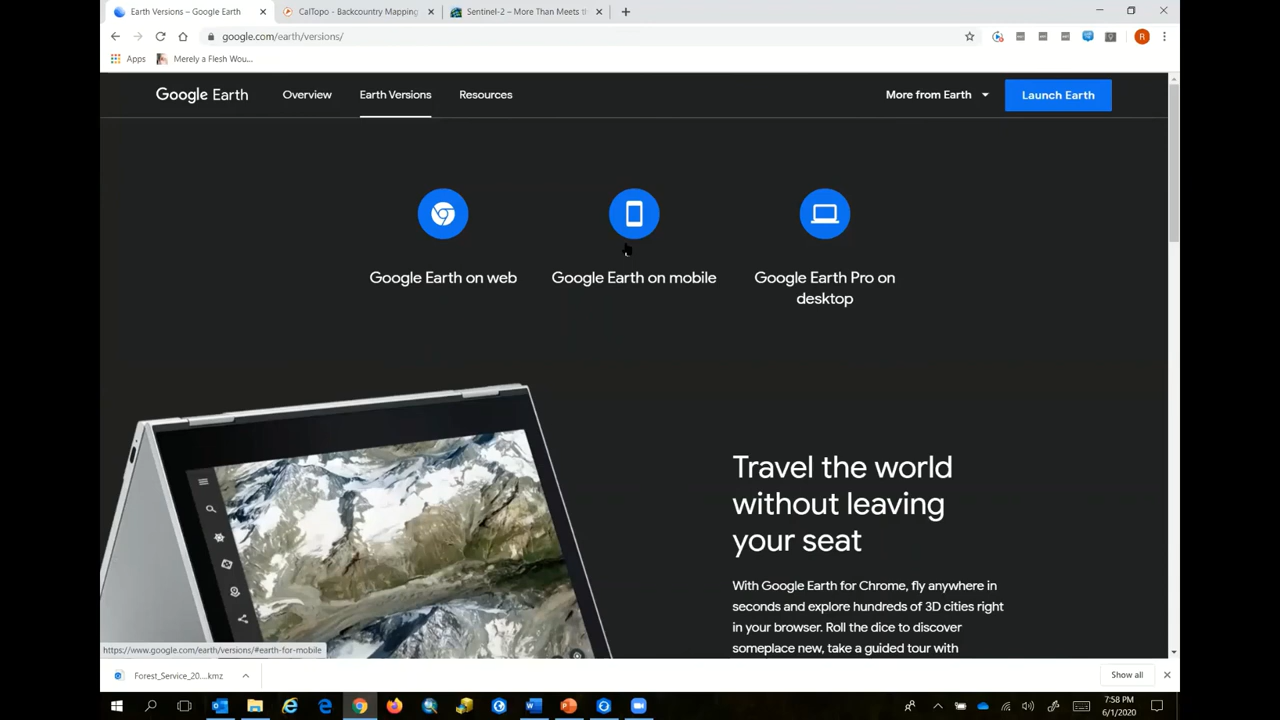 Earth Versions – Google Earth
CalTopo - Backcountry Mapping
Sentinel-2 – More Than Meets t
google.com/earth/versions/
R
Apps
Merely a Flesh Wou...
Google Earth
Overview
Earth Versions
Resources
More from Earth
Launch Earth
Google Earth on web
Google Earth on mobile
Google Earth Pro on
desktop
Travel the world
without leaving
your seat
With Google Earth for Chrome, fly anywhere in
seconds and explore hundreds of 3D cities right
in your browser. Roll the dice to discover
someplace new, take a guided tour with
https://www.google.com/earth/versions/#earth-for-mobile
Forest_Service_20....kmz
Show all
7:58 PM
6/1/2020